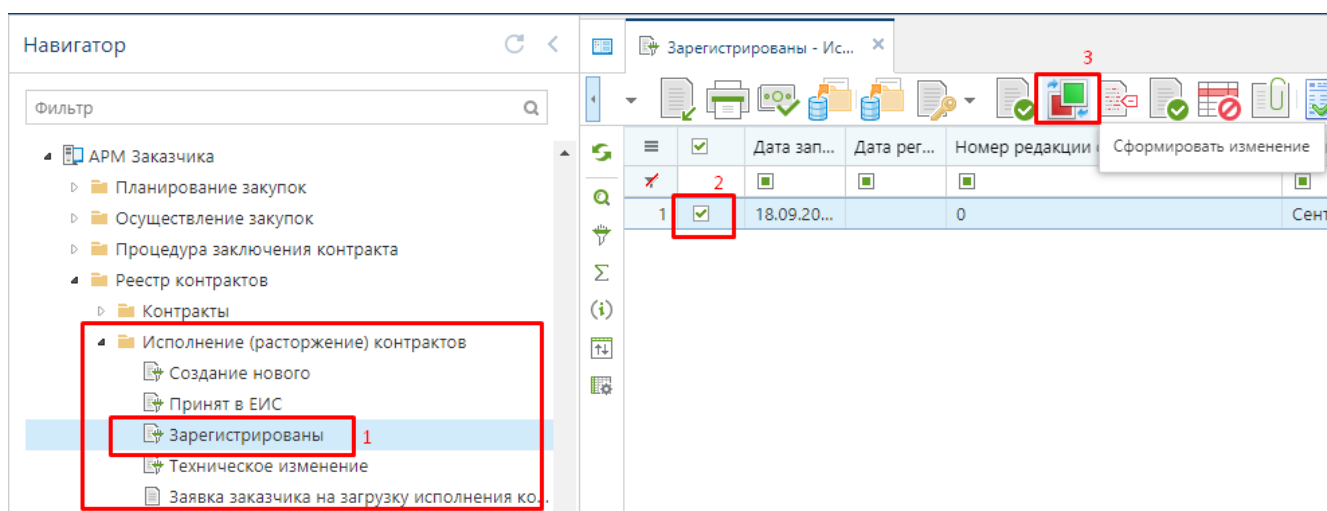 Навигатор
Зарегистрированы - Ис...
3
Фильтр
Сформировать изменение
АРМ Заказчика
Дата зап...
Дата рег...
Номер редакции
Планирование закупок
2
Осуществление закупок
1
18.09.20...
0
Сент
Процедура заключения контракта
Реестр контрактов
Контракты
Исполнение (расторжение) контрактов
Создание нового
Принят в ЕИС
Зарегистрированы
1
Техническое изменение
Заявка заказчика на загрузку исполнения ко...